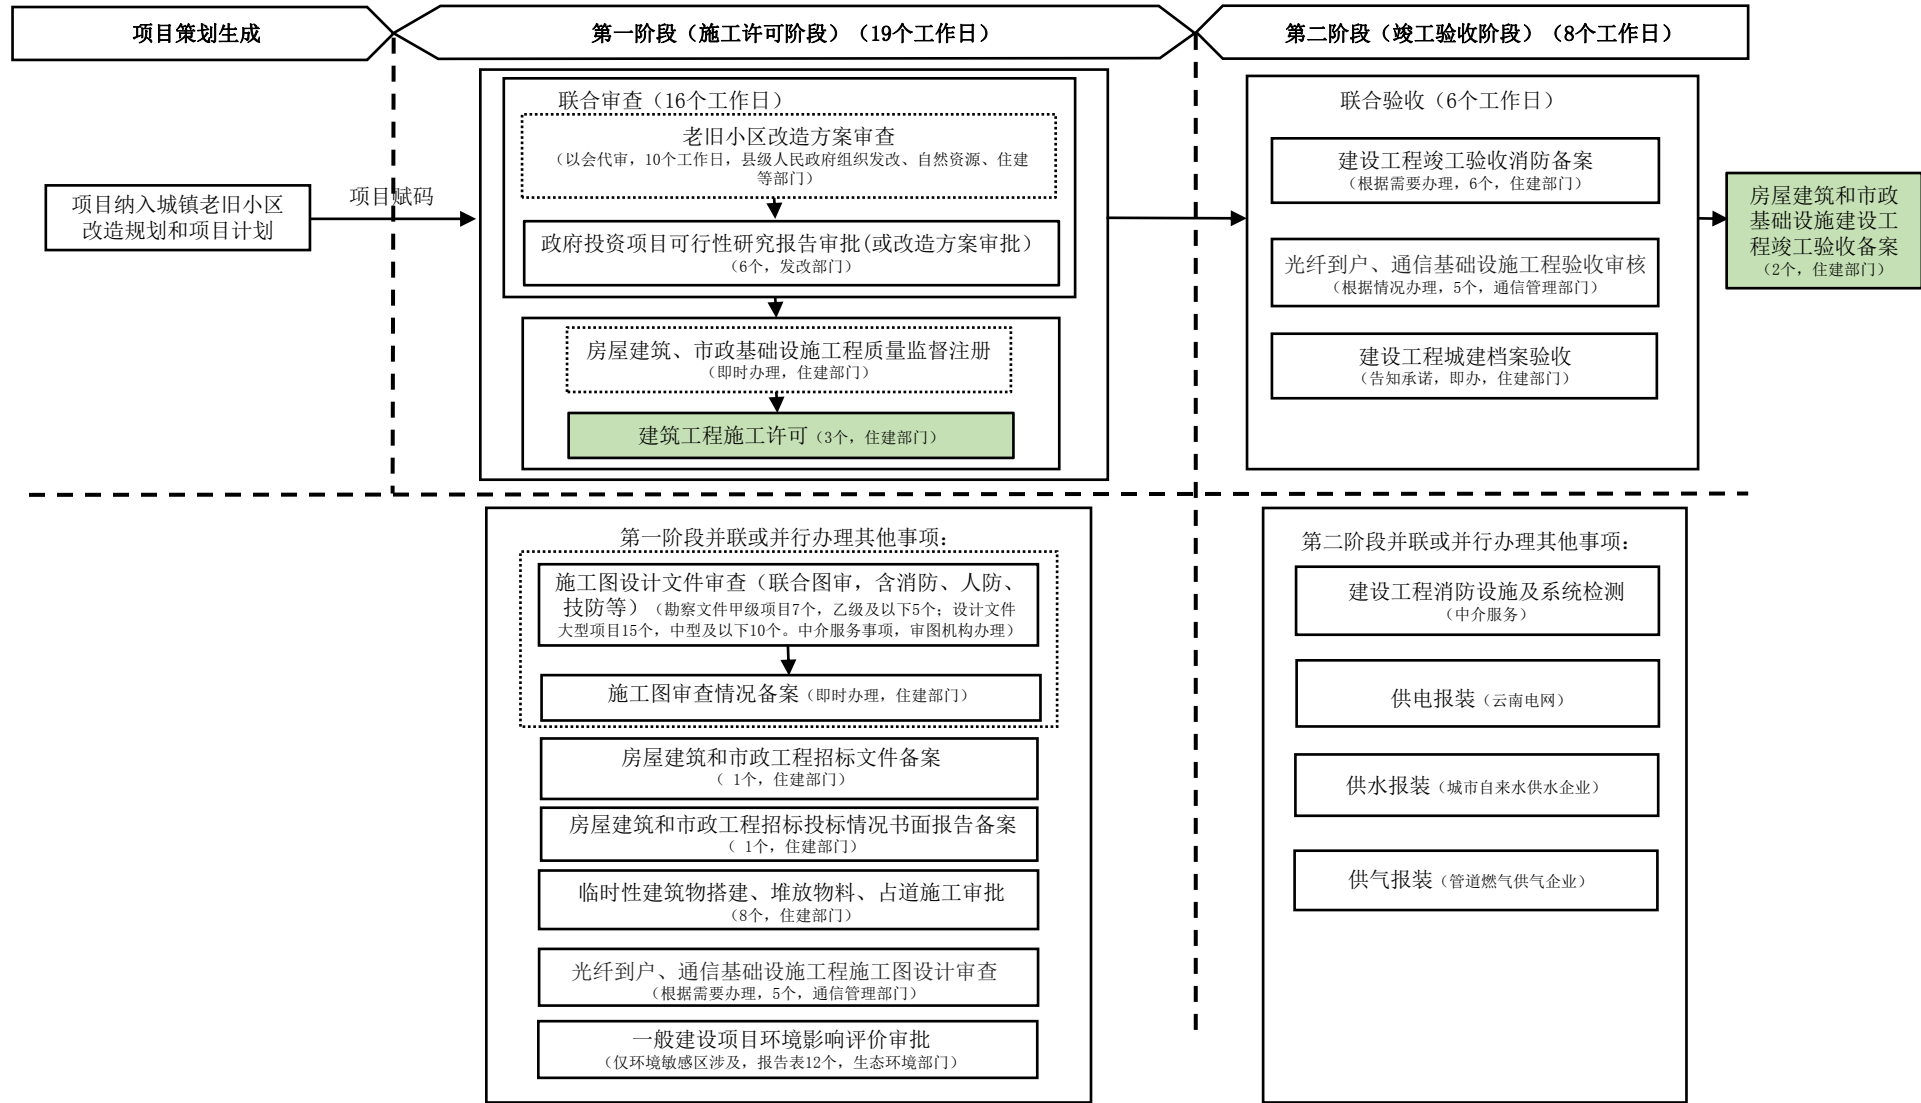 项目策划生成
第一阶段（施工许可阶段）（19个工作日）
第二阶段（竣工验收阶段）（8个工作日）
项目纳入城镇老旧小区
改造规划和项目计划
项目赋码
联合审查（16个工作日）
老旧小区改造方案审查
（以会代审，10个工作日，县级人民政府组织发改、自然资源、住建
等部门）
政府投资项目可行性研究报告审批(或改造方案审批）
（6个，发改部门）
房屋建筑、市政基础设施工程质量监督注册
（即时办理，住建部门）
建筑工程施工许可（3个，住建部门）
联合验收（6个工作日）
建设工程竣工验收消防备案
（根据需要办理，6个，住建部门）
光纤到户、通信基础设施工程验收审核
（根据情况办理，5个，通信管理部门）
建设工程城建档案验收
（告知承诺，即办，住建部门）
房屋建筑和市政
基础设施建设工
程竣工验收备案
（2个，住建部门）
第一阶段并联或并行办理其他事项：
施工图设计文件审查（联合图审，含消防、人防、
技防等）（勘察文件甲级项目7个，乙级及以下5个；设计文件
大型项目15个，中型及以下10个。中介服务事项，审图机构办理）
施工图审查情况备案（即时办理，住建部门）
房屋建筑和市政工程招标文件备案
（ 1个，住建部门）
房屋建筑和市政工程招标投标情况书面报告备案
（ 1个，住建部门）
临时性建筑物搭建、堆放物料、占道施工审批
（8个，住建部门）
光纤到户、通信基础设施工程施工图设计审查
（根据需要办理，5个，通信管理部门）
一般建设项目环境影响评价审批
（仅环境敏感区涉及，报告表12个，生态环境部门）
第二阶段并联或并行办理其他事项：
建设工程消防设施及系统检测
（中介服务）
供电报装（云南电网）
供水报装（城市自来水供水企业）
供气报装（管道燃气供气企业）